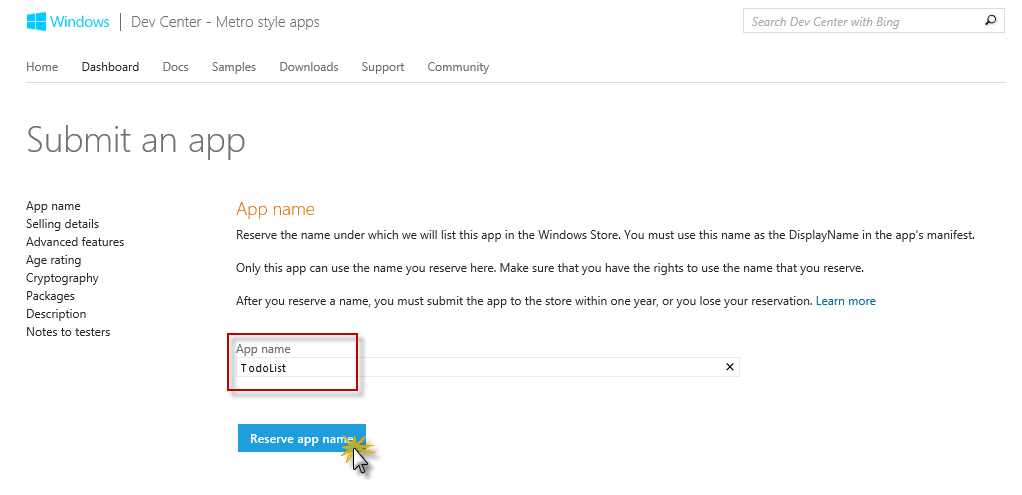 Windows | Dev Center - Metro style apps
Search Dev Center with Bing
Home Dashboard Docs Samples Downloads Support Community
Submit an app
App name
Selling details
Advanced features
Age rating
Cryptography
Packages
Description
Notes to testers
App name
Reserve the name under which we will list this app in the Windows Store. You must use this name as the DisplayName in the app's manifest.
Only this app can use the name you reserve here. Make sure that you have the rights to use the name that you reserve.
After you reserve a name, you must submit the app to the store within one year, or you lose your reservation. Learn more
App name
TodoList
Reserve app name